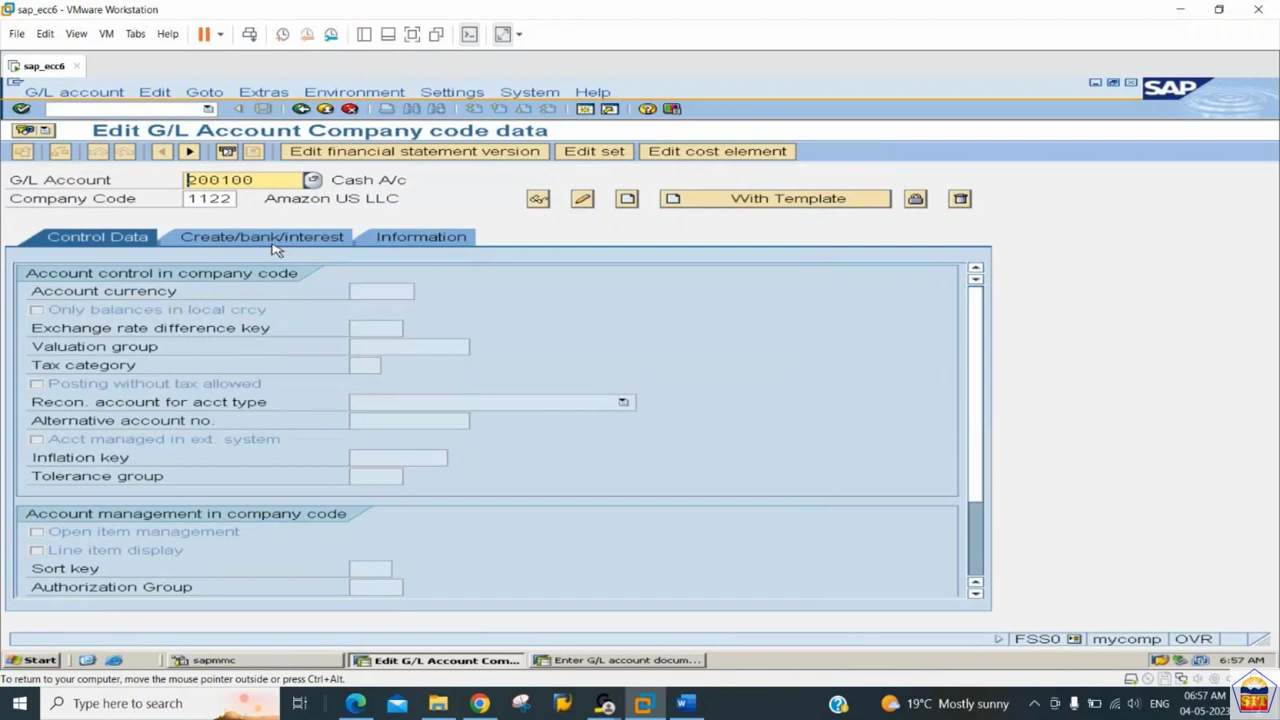 sap_ecc6 - VMware Workstation
File Edit View VM Tabs Help
sap_ecc6
G/L account Edit Goto Extras Environment Settings System Help
SAP
Edit G/L Account Company code data
Edit financial statement version Edit set Edit cost element
G/L Account 200100 Cash A/c
Company Code 1122 Amazon US LLC With Template
Control Data Create/bank/interest Information
Account control in company code
Account currency
Only balances in local crcy
Exchange rate difference key
Valuation group
Tax category
Posting without tax allowed
Recon. account for acct type
Alternative account no.
Acct managed in ext. system
Inflation key
Tolerance group
Account management in company code
Open item management
Line item display
Sort key
Authorization Group
FSS0 mycomp OVR
Start sapmmc Edit G/L Account Com... Enter G/L account docum... 6:57 AM
To return to your computer, move the mouse pointer outside or press Ctrl+Alt.
Type here to search 19°C Mostly sunny ENG 06:57 AM
04-05-2023